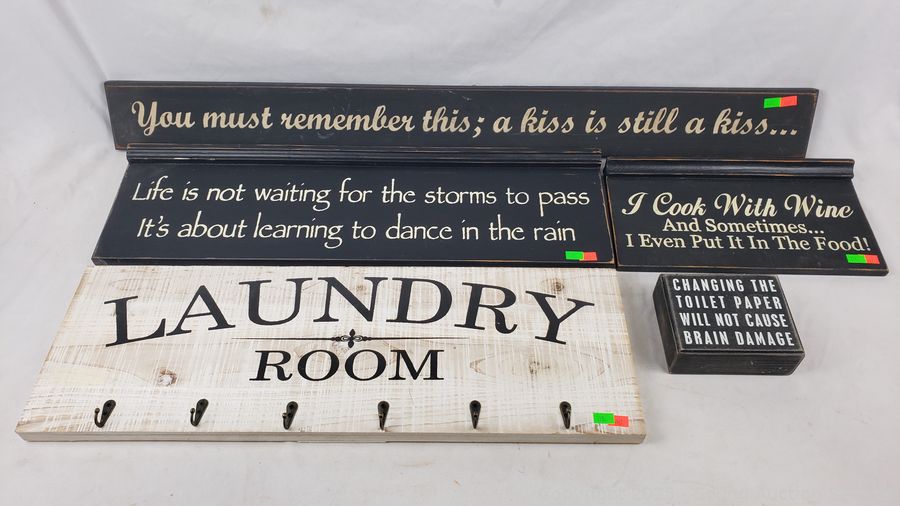 You must remember this; a kiss is still a kiss...
Life is not waiting for the storms to pass
It's about learning to dance in the rain
I Cook With Wine
And Sometimes...
I Even Put It In The Food!
LAUNDRY
ROOM
CHANGING THE
TOILET PAPER
WILL NOT CAUSE
BRAIN DAMAGE